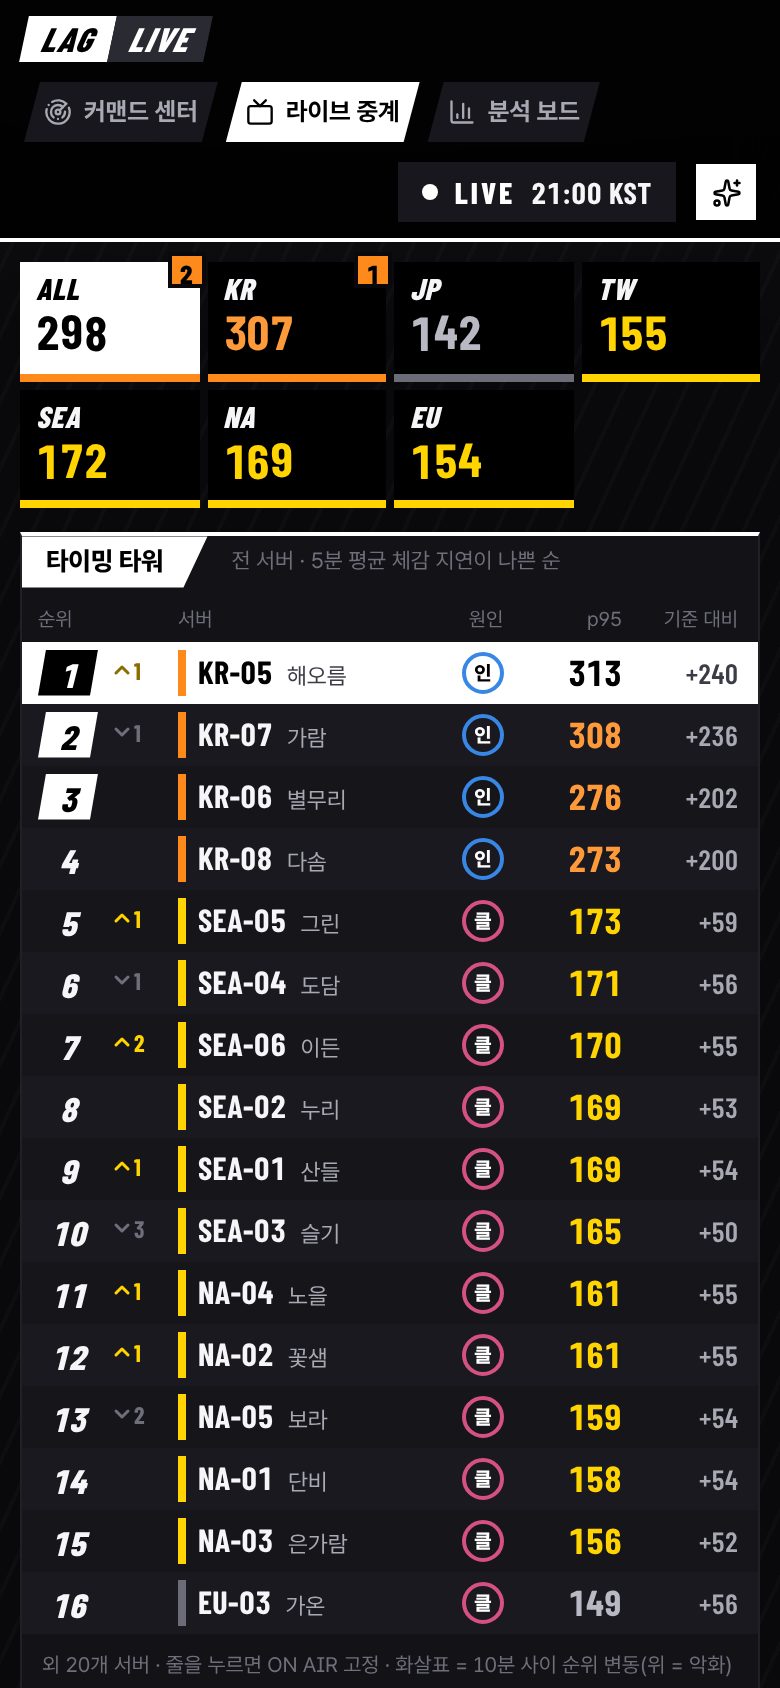 LAG LIVE
커맨드 센터 라이브 중계 분석 보드
LIVE 21:00 KST
ALL 2 KR 1 JP TW
298 307 142 155
SEA NA EU
172 169 154
타이밍 타워 전 서버 · 5분 평균 체감 지연이 나쁜 순
순위 서버 원인 p95 기준 대비
1 1 KR-05 해오름 인 313 +240
2 1 KR-07 가람 인 308 +236
3 KR-06 별무리 인 276 +202
4 KR-08 다솜 인 273 +200
5 1 SEA-05 그린 클 173 +59
6 1 SEA-04 도담 클 171 +56
7 2 SEA-06 이든 클 170 +55
8 SEA-02 누리 클 169 +53
9 1 SEA-01 산들 클 169 +54
10 3 SEA-03 슬기 클 165 +50
11 1 NA-04 노을 클 161 +55
12 1 NA-02 꽃샘 클 161 +55
13 2 NA-05 보라 클 159 +54
14 NA-01 단비 클 158 +54
15 NA-03 은가람 클 156 +52
16 EU-03 가온 클 149 +56
외 20개 서버 · 줄을 누르면 ON AIR 고정 · 화살표 = 10분 사이 순위 변동(위 = 악화)